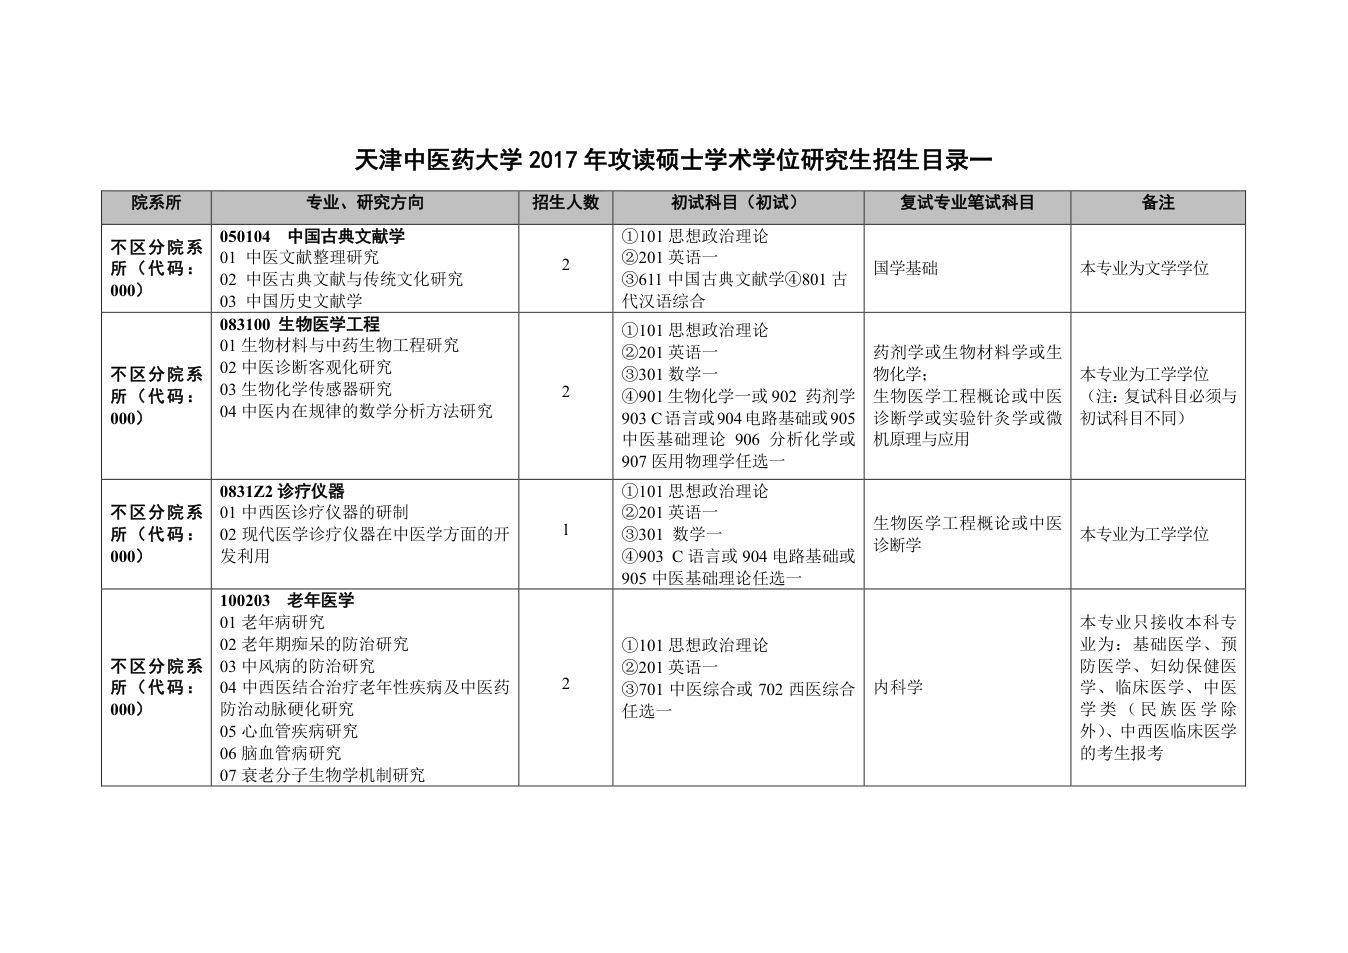 天津中医药大学 2017 年攻读硕士学术学位研究生招生目录一
院系所
专业、研究方向
招生人数
初试科目（初试）
复试专业笔试科目
备注
不区分院系
所（代码：
000）
050104 中国古典文献学
01 中医文献整理研究
02 中医古典文献与传统文化研究
03 中国历史文献学
2
①101 思想政治理论
②201 英语一
③611 中国古典文献学④801 古
代汉语综合
国学基础
本专业为文学学位
不区分院系
所（代码：
000）
083100 生物医学工程
01 生物材料与中药生物工程研究
02 中医诊断客观化研究
03 生物化学传感器研究
04 中医内在规律的数学分析方法研究
2
①101 思想政治理论
②201 英语一
③301 数学一
④901 生物化学一或 902 药剂学
903 C 语言或 904 电路基础或 905
中医基础理论 906 分析化学或
907 医用物理学任选一
药剂学或生物材料学或生
物化学；
生物医学工程概论或中医
诊断学或实验针灸学或微
机原理与应用
本专业为工学学位
（注：复试科目必须与
初试科目不同）
不区分院系
所（代码：
000）
0831Z2 诊疗仪器
01 中西医诊疗仪器的研制
02 现代医学诊疗仪器在中医学方面的开
发利用
1
①101 思想政治理论
②201 英语一
③301 数学一
④903 C 语言或 904 电路基础或
905 中医基础理论任选一
生物医学工程概论或中医
诊断学
本专业为工学学位
不区分院系
所（代码：
000）
100203 老年医学
01 老年病研究
02 老年期痴呆的防治研究
03 中风病的防治研究
04 中西医结合治疗老年性疾病及中医药
防治动脉硬化研究
05 心血管疾病研究
06 脑血管病研究
07 衰老分子生物学机制研究
2
①101 思想政治理论
②201 英语一
③701 中医综合或 702 西医综合
任选一
内科学
本专业只接收本科专
业为：基础医学、预
防医学、妇幼保健医
学、临床医学、中医
学类（民族医学除
外）、中西医临床医学
的考生报考